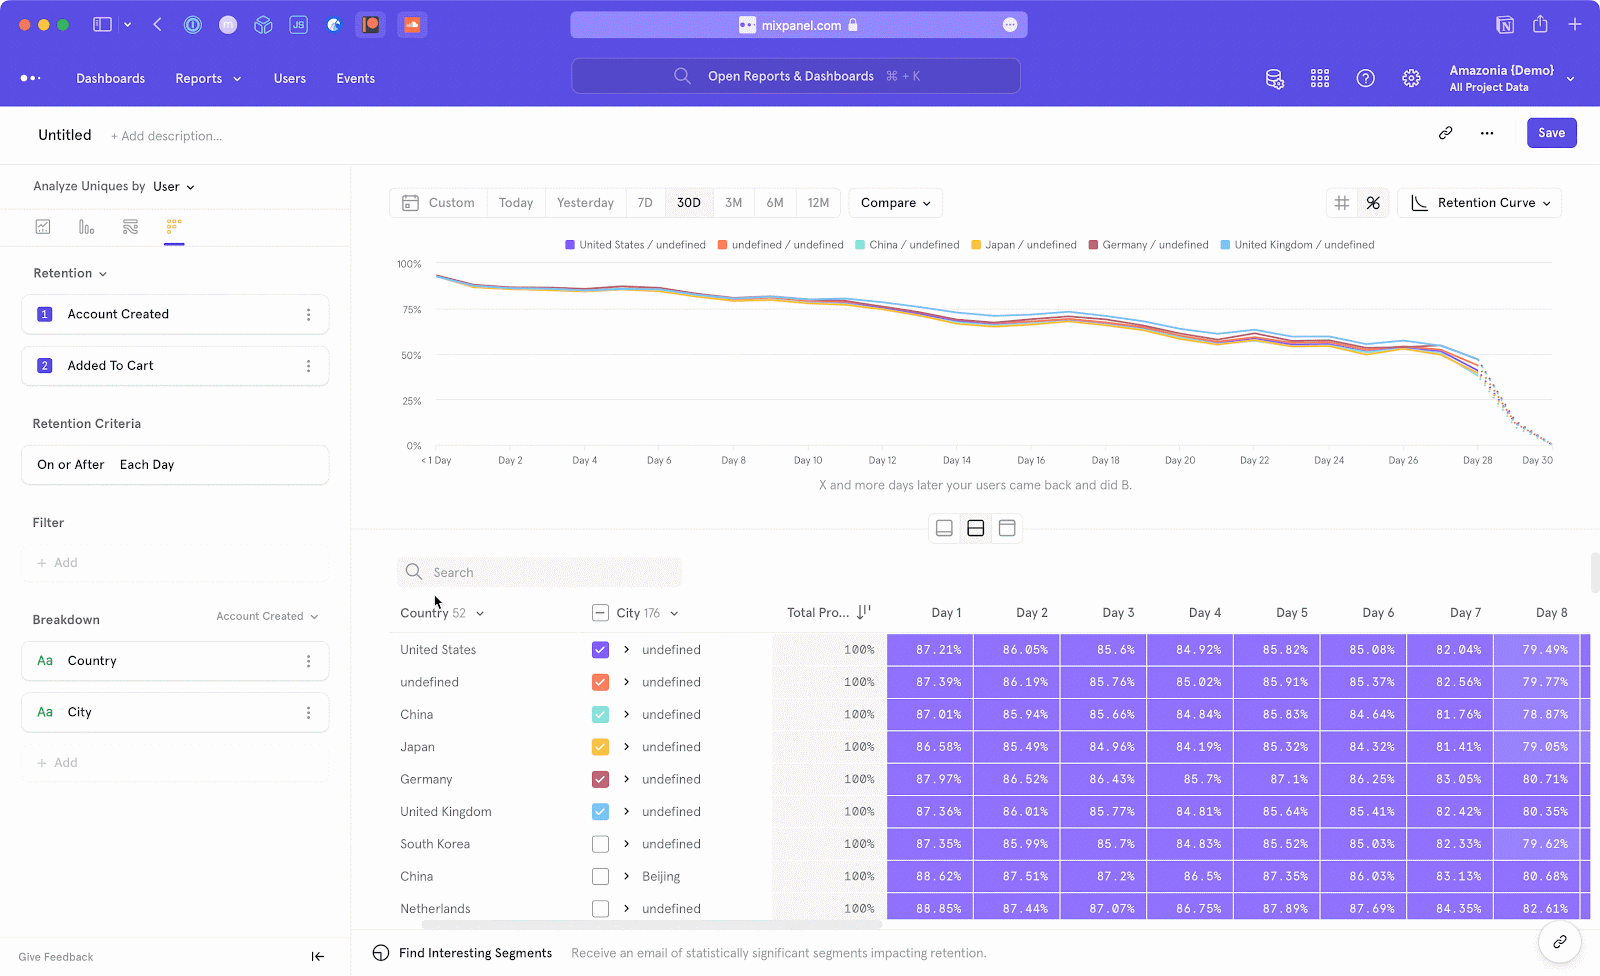 mixpanel.com
JS
m
Dashboards Reports Users Events
Open Reports & Dashboards ⌘ + K
Amazonia {Demo}
All Project Data
Untitled + Add description...
Save
Analyze Uniques by User
Retention
1 Account Created
2 Added To Cart
Retention Criteria
On or After Each Day
Filter
+ Add
Breakdown Account Created
Aa Country
Aa City
+ Add
Give Feedback
Custom Today Yesterday 7D 30D 3M 6M 12M Compare
% Retention Curve
United States / undefined undefined / undefined China / undefined Japan / undefined Germany / undefined United Kingdom / undefined
100%
75%
50%
25%
0%
< 1 Day Day 2 Day 4 Day 6 Day 8 Day 10 Day 12 Day 14 Day 16 Day 18 Day 20 Day 22 Day 24 Day 26 Day 28 Day 30
X and more days later your users came back and did B.
Search
Country 52 City 176 Total Pro... Day 1 Day 2 Day 3 Day 4 Day 5 Day 6 Day 7 Day 8
United States undefined 100% 87.21% 86.05% 85.6% 84.92% 85.82% 85.08% 82.04% 79.49%
undefined undefined 100% 87.39% 86.19% 85.76% 85.02% 85.91% 85.37% 82.56% 79.77%
China undefined 100% 87.01% 85.94% 85.66% 84.84% 85.83% 84.64% 81.76% 78.87%
Japan undefined 100% 86.58% 85.49% 84.96% 84.19% 85.32% 84.32% 81.41% 79.05%
Germany undefined 100% 87.97% 86.52% 86.43% 85.7% 87.1% 86.25% 83.05% 80.71%
United Kingdom undefined 100% 87.36% 86.01% 85.77% 84.81% 85.64% 85.41% 82.42% 80.35%
South Korea undefined 100% 87.35% 85.99% 85.7% 84.83% 85.52% 85.03% 82.33% 79.62%
China Beijing 100% 88.62% 87.51% 87.2% 86.5% 87.35% 86.03% 83.13% 80.68%
Netherlands undefined 100% 88.85% 87.44% 87.07% 86.75% 87.89% 87.69% 84.35% 82.61%
Find Interesting Segments Receive an email of statistically significant segments impacting retention.